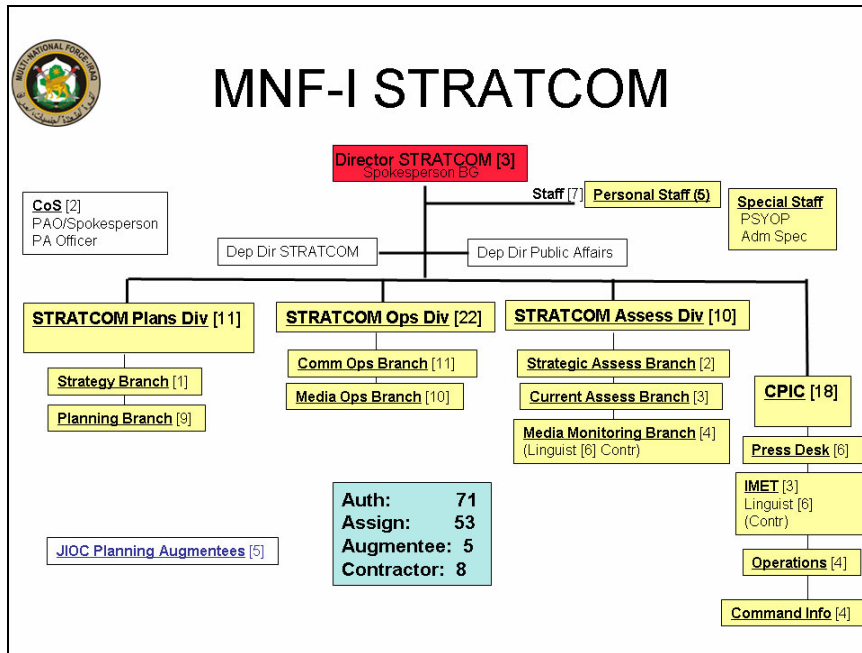 MULTI-NATIONAL FORCE-IRAQ
MNF-I STRATCOM
Director STRATCOM [3]
Spokesperson BG
Staff [7]
Personal Staff (5)
CoS [2]
PAO/Spokesperson
PA Officer
Special Staff
PSYOP
Adm Spec
Dep Dir STRATCOM
Dep Dir Public Affairs
STRATCOM Plans Div [11]
Strategy Branch [1]
Planning Branch [9]
STRATCOM Ops Div [22]
Comm Ops Branch [11]
Media Ops Branch [10]
STRATCOM Assess Div [10]
Strategic Assess Branch [2]
Current Assess Branch [3]
Media Monitoring Branch [4]
(Linguist [6] Contr)
CPIC [18]
Press Desk [6]
IMET [3]
Linguist [6]
(Contr)
Operations [4]
Command Info [4]
Auth: 71
Assign: 53
Augmentee: 5
Contractor: 8
JIOC Planning Augmentees [5]